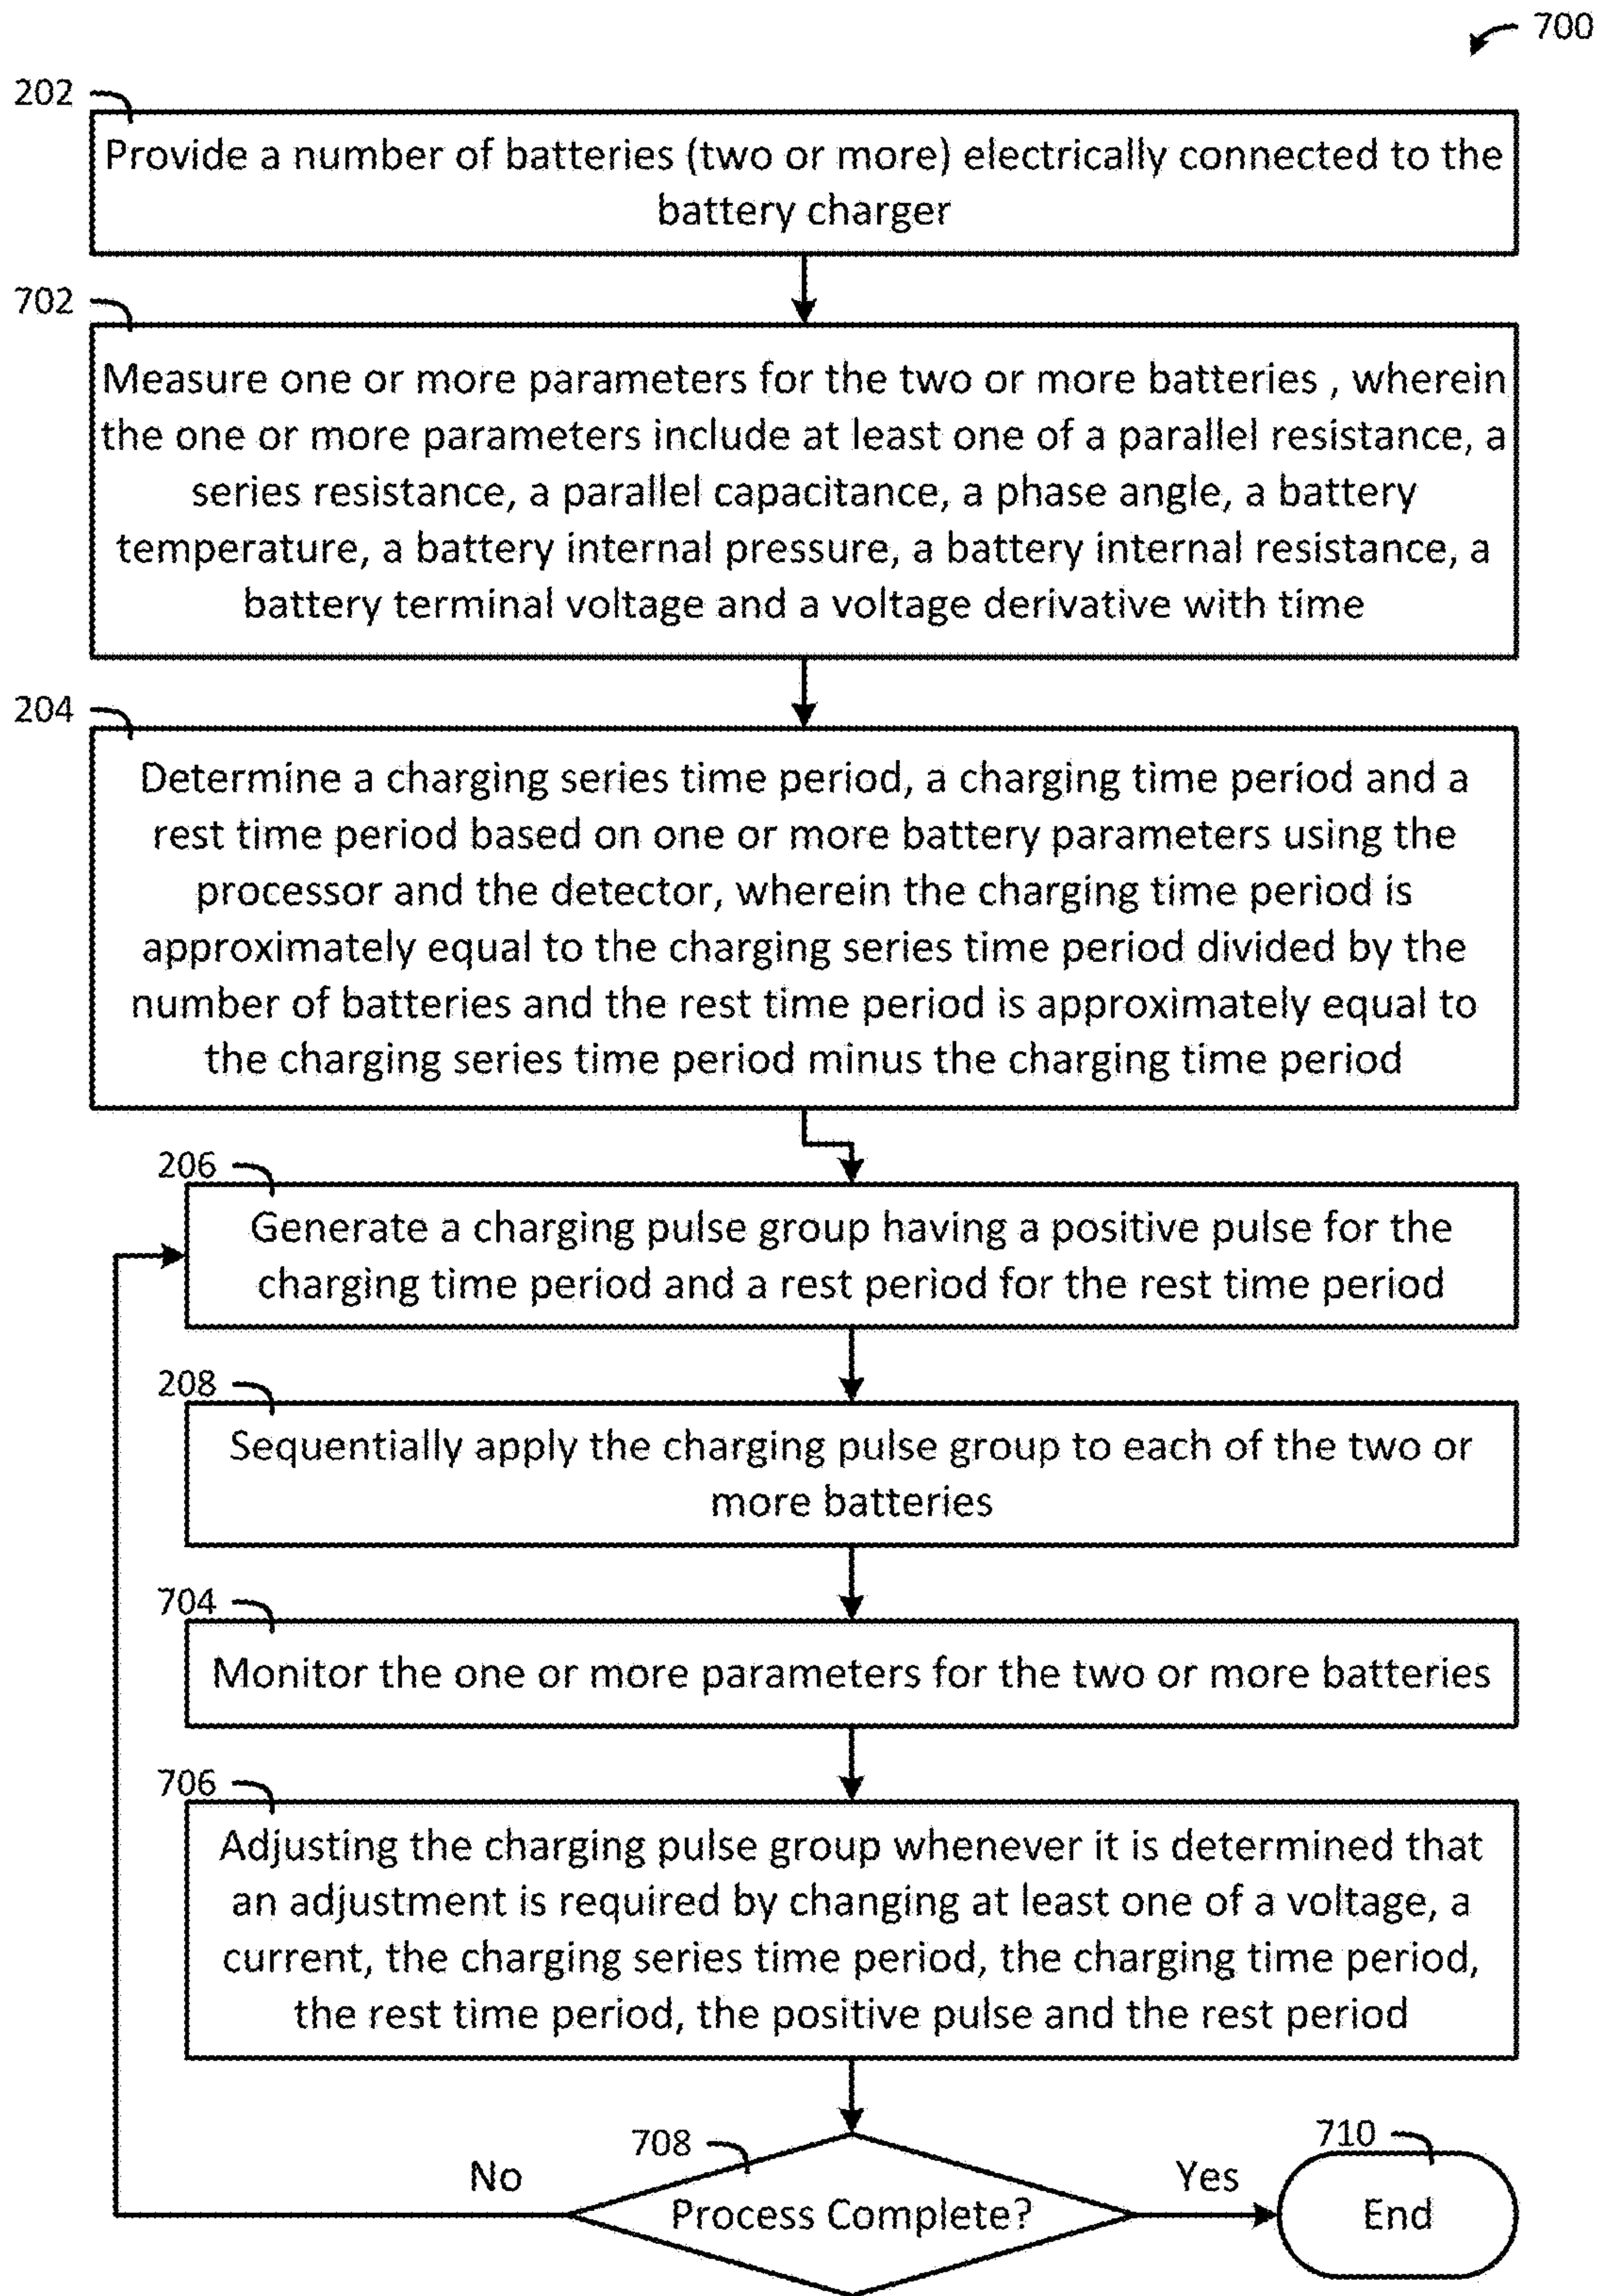 700
202
Provide a number of batteries (two or more) electrically connected to the
battery charger
702
Measure one or more parameters for the two or more batteries , wherein
the one or more parameters include at least one of a parallel resistance, a
series resistance, a parallel capacitance, a phase angle, a battery
temperature, a battery internal pressure, a battery internal resistance, a
battery terminal voltage and a voltage derivative with time
204
Determine a charging series time period, a charging time period and a
rest time period based on one or more battery parameters using the
processor and the detector, wherein the charging time period is
approximately equal to the charging series time period divided by the
number of batteries and the rest time period is approximately equal to
the charging series time period minus the charging time period
206
Generate a charging pulse group having a positive pulse for the
charging time period and a rest period for the rest time period
208
Sequentially apply the charging pulse group to each of the two or
more batteries
704
Monitor the one or more parameters for the two or more batteries
706
Adjusting the charging pulse group whenever it is determined that
an adjustment is required by changing at least one of a voltage, a
current, the charging series time period, the charging time period,
the rest time period, the positive pulse and the rest period
708
710
No
Yes
Process Complete?
End